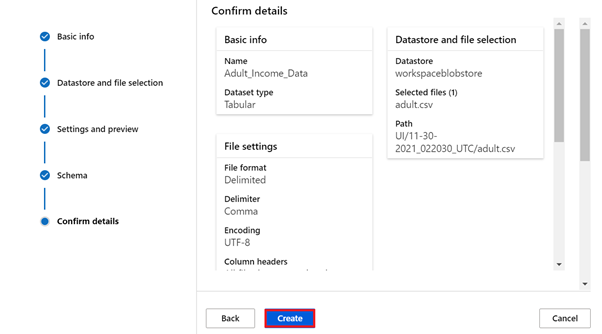 Basic info
Datastore and file selection
Settings and preview
Schema
Confirm details
Confirm details
Basic info
Name
Adult_Income_Data
Dataset type
Tabular
File settings
File format
Delimited
Delimiter
Comma
Encoding
UTF-8
Column headers
Datastore and file selection
Datastore
workspaceblobstore
Selected files (1)
adult.csv
Path
UI/11-30-
2021_022030_UTC/adult.csv
Back
Create
Cancel